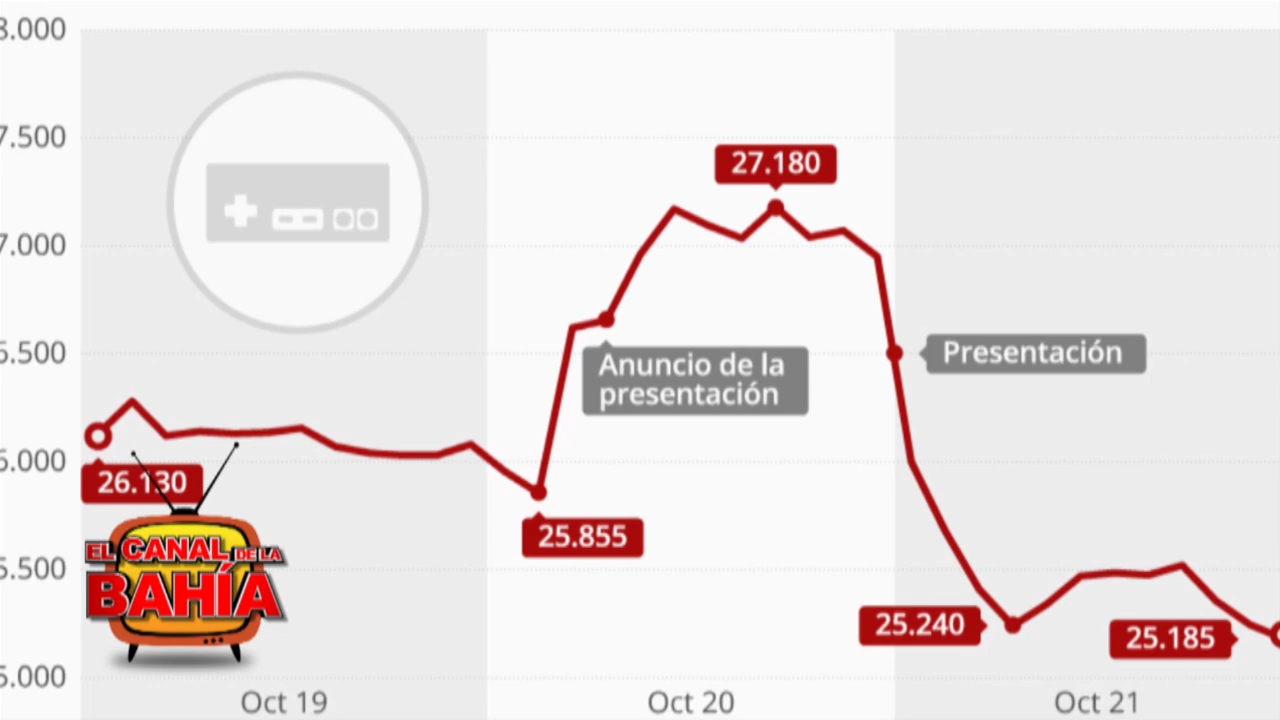 8.000
7.500
7.000
6.500
6.000
5.500
5.000
27.180
Anuncio de la
presentación
Presentación
26.130
25.855
25.240
25.185
EL CANAL DE LA
BAHÍA
Oct 19
Oct 20
Oct 21